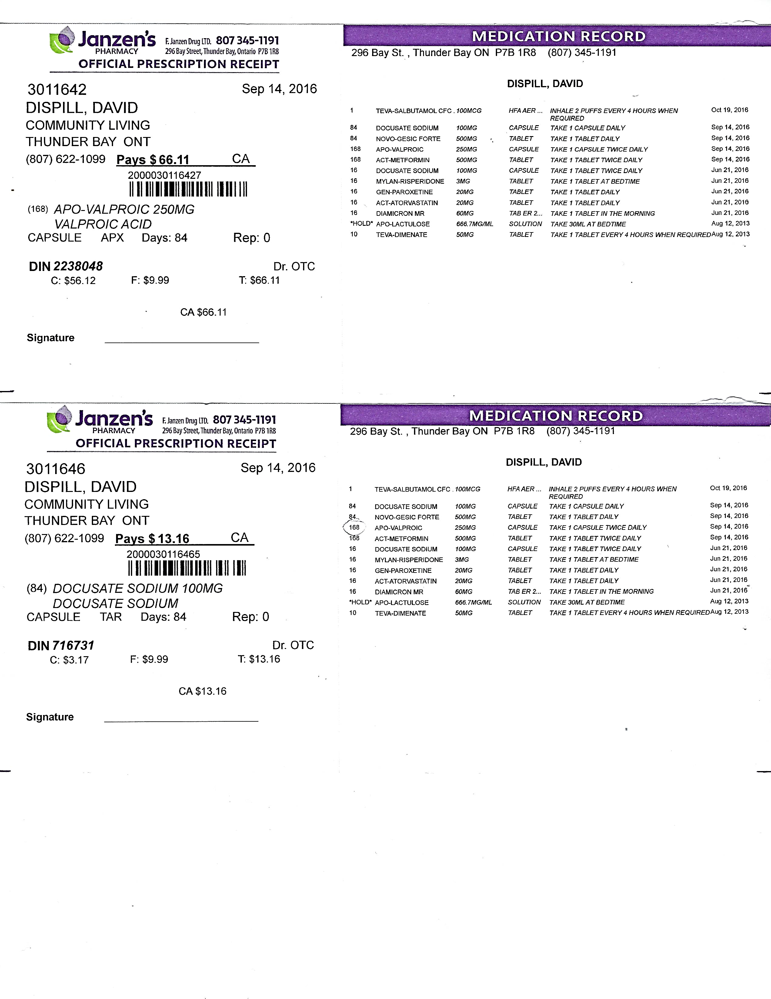 Janzen's
PHARMACY
F. Janzen Drug LTD. 807 345-1191
296 Bay Street, Thunder Bay, Ontario P7B 1R8
OFFICIAL PRESCRIPTION RECEIPT
3011642 Sep 14, 2016
DISPILL, DAVID
COMMUNITY LIVING
THUNDER BAY ONT
(807) 622-1099 Pays $ 66.11 CA
2000030116427
(168) APO-VALPROIC 250MG
VALPROIC ACID
CAPSULE APX Days: 84 Rep: 0
DIN 2238048 Dr. OTC
C: $56.12 F: $9.99 T: $66.11
CA $66.11
Signature
MEDICATION RECORD
296 Bay St. , Thunder Bay ON P7B 1R8 (807) 345-1191
DISPILL, DAVID
1 TEVA-SALBUTAMOL CFC . 100MCG HFA AER ... INHALE 2 PUFFS EVERY 4 HOURS WHEN Oct 19, 2016
REQUIRED
84 DOCUSATE SODIUM 100MG CAPSULE TAKE 1 CAPSULE DAILY Sep 14, 2016
84 NOVO-GESIC FORTE 500MG TABLET TAKE 1 TABLET DAILY Sep 14, 2016
168 APO-VALPROIC 250MG CAPSULE TAKE 1 CAPSULE TWICE DAILY Sep 14, 2016
168 ACT-METFORMIN 500MG TABLET TAKE 1 TABLET TWICE DAILY Sep 14, 2016
16 DOCUSATE SODIUM 100MG CAPSULE TAKE 1 TABLET TWICE DAILY Jun 21, 2016
16 MYLAN-RISPERIDONE 3MG TABLET TAKE 1 TABLET AT BEDTIME Jun 21, 2016
16 GEN-PAROXETINE 20MG TABLET TAKE 1 TABLET DAILY Jun 21, 2016
16 ACT-ATORVASTATIN 20MG TABLET TAKE 1 TABLET DAILY Jun 21, 2016
16 DIAMICRON MR 60MG TAB ER 2... TAKE 1 TABLET IN THE MORNING Jun 21, 2016
*HOLD* APO-LACTULOSE 666.7MG/ML SOLUTION TAKE 30ML AT BEDTIME Aug 12, 2013
10 TEVA-DIMENATE 50MG TABLET TAKE 1 TABLET EVERY 4 HOURS WHEN REQUIRED Aug 12, 2013
Janzen's
PHARMACY
F. Janzen Drug LTD. 807 345-1191
296 Bay Street, Thunder Bay, Ontario P7B 1R8
OFFICIAL PRESCRIPTION RECEIPT
3011646 Sep 14, 2016
DISPILL, DAVID
COMMUNITY LIVING
THUNDER BAY ONT
(807) 622-1099 Pays $ 13.16 CA
2000030116465
(84) DOCUSATE SODIUM 100MG
DOCUSATE SODIUM
CAPSULE TAR Days: 84 Rep: 0
DIN 716731 Dr. OTC
C: $3.17 F: $9.99 T: $13.16
CA $13.16
Signature
MEDICATION RECORD
296 Bay St. , Thunder Bay ON P7B 1R8 (807) 345-1191
DISPILL, DAVID
1 TEVA-SALBUTAMOL CFC . 100MCG HFA AER ... INHALE 2 PUFFS EVERY 4 HOURS WHEN Oct 19, 2016
REQUIRED
84 DOCUSATE SODIUM 100MG CAPSULE TAKE 1 CAPSULE DAILY Sep 14, 2016
84 NOVO-GESIC FORTE 500MG TABLET TAKE 1 TABLET DAILY Sep 14, 2016
168 APO-VALPROIC 250MG CAPSULE TAKE 1 CAPSULE TWICE DAILY Sep 14, 2016
168 ACT-METFORMIN 500MG TABLET TAKE 1 TABLET TWICE DAILY Sep 14, 2016
16 DOCUSATE SODIUM 100MG CAPSULE TAKE 1 TABLET TWICE DAILY Jun 21, 2016
16 MYLAN-RISPERIDONE 3MG TABLET TAKE 1 TABLET AT BEDTIME Jun 21, 2016
16 GEN-PAROXETINE 20MG TABLET TAKE 1 TABLET DAILY Jun 21, 2016
16 ACT-ATORVASTATIN 20MG TABLET TAKE 1 TABLET DAILY Jun 21, 2016
16 DIAMICRON MR 60MG TAB ER 2... TAKE 1 TABLET IN THE MORNING Jun 21, 2016
*HOLD* APO-LACTULOSE 666.7MG/ML SOLUTION TAKE 30ML AT BEDTIME Aug 12, 2013
10 TEVA-DIMENATE 50MG TABLET TAKE 1 TABLET EVERY 4 HOURS WHEN REQUIRED Aug 12, 2013